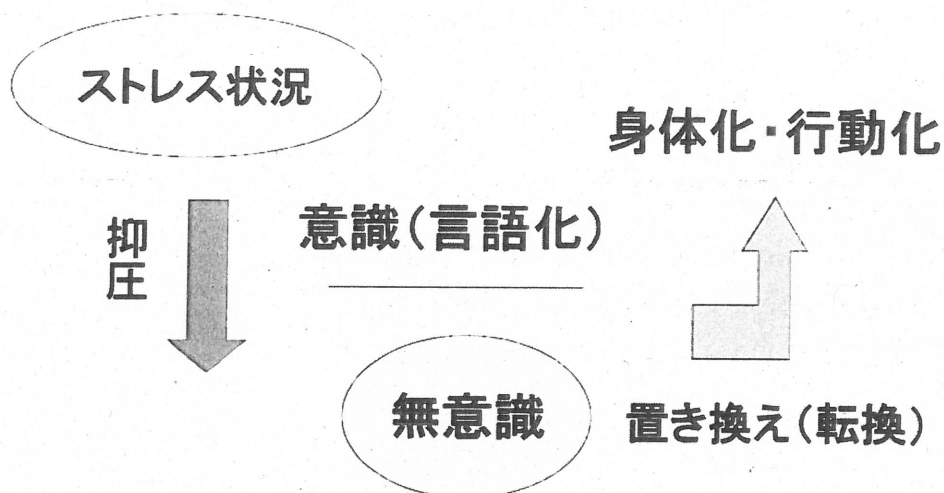 ストレス状況
身体化・行動化
抑圧
意識(言語化)
無意識
置き換え(転換)